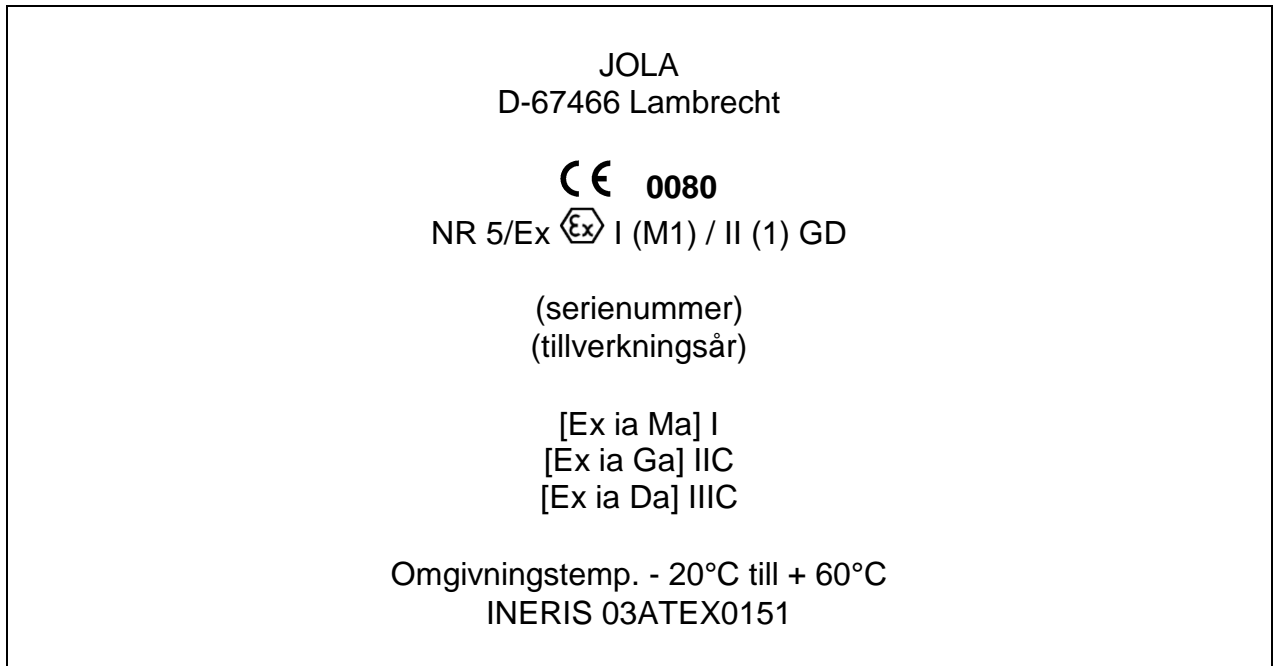 JOLA
D-67466 Lambrecht
CE 0080
NR 5/Ex Ex I (M1) / II (1) GD
(serienummer)
(tillverkningsår)
[Ex ia Ma] I
[Ex ia Ga] IIC
[Ex ia Da] IIIC
Omgivningstemp. - 20°C till + 60°C
INERIS 03ATEX0151